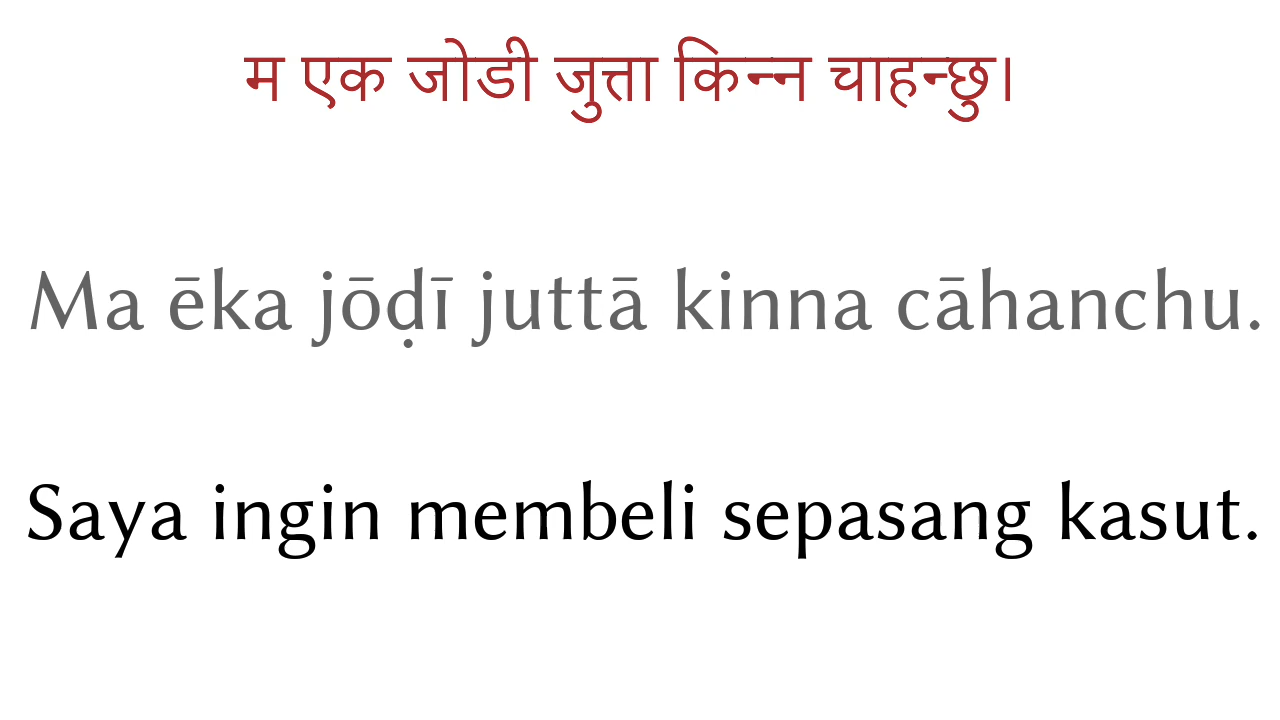 म एक जोडी जुत्ता किन्न चाहन्छु।
Ma ēka jōḍī juttā kinna cāhanchu.
Saya ingin membeli sepasang kasut.